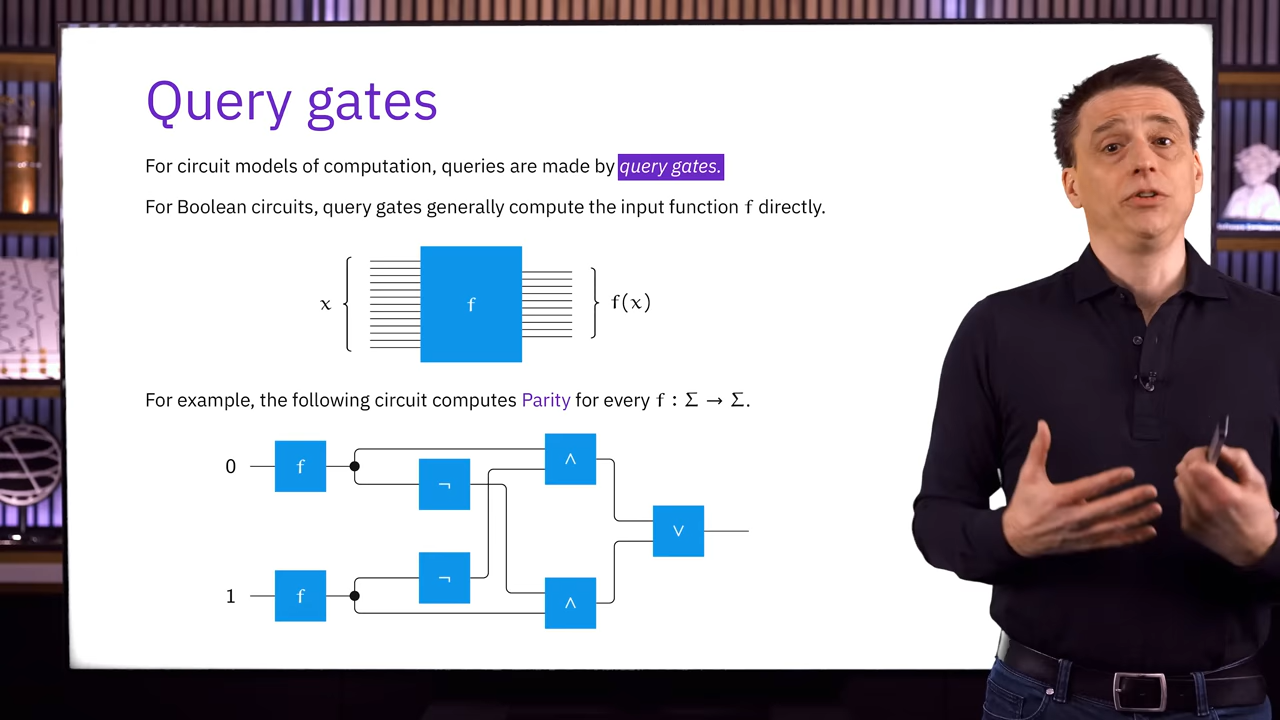 Query gates
For circuit models of computation, queries are made by query gates.
For Boolean circuits, query gates generally compute the input function f directly.
x f f(x)
For example, the following circuit computes Parity for every f : Σ → Σ.
0 f ¬ ∧
∨
1 f ¬ ∧